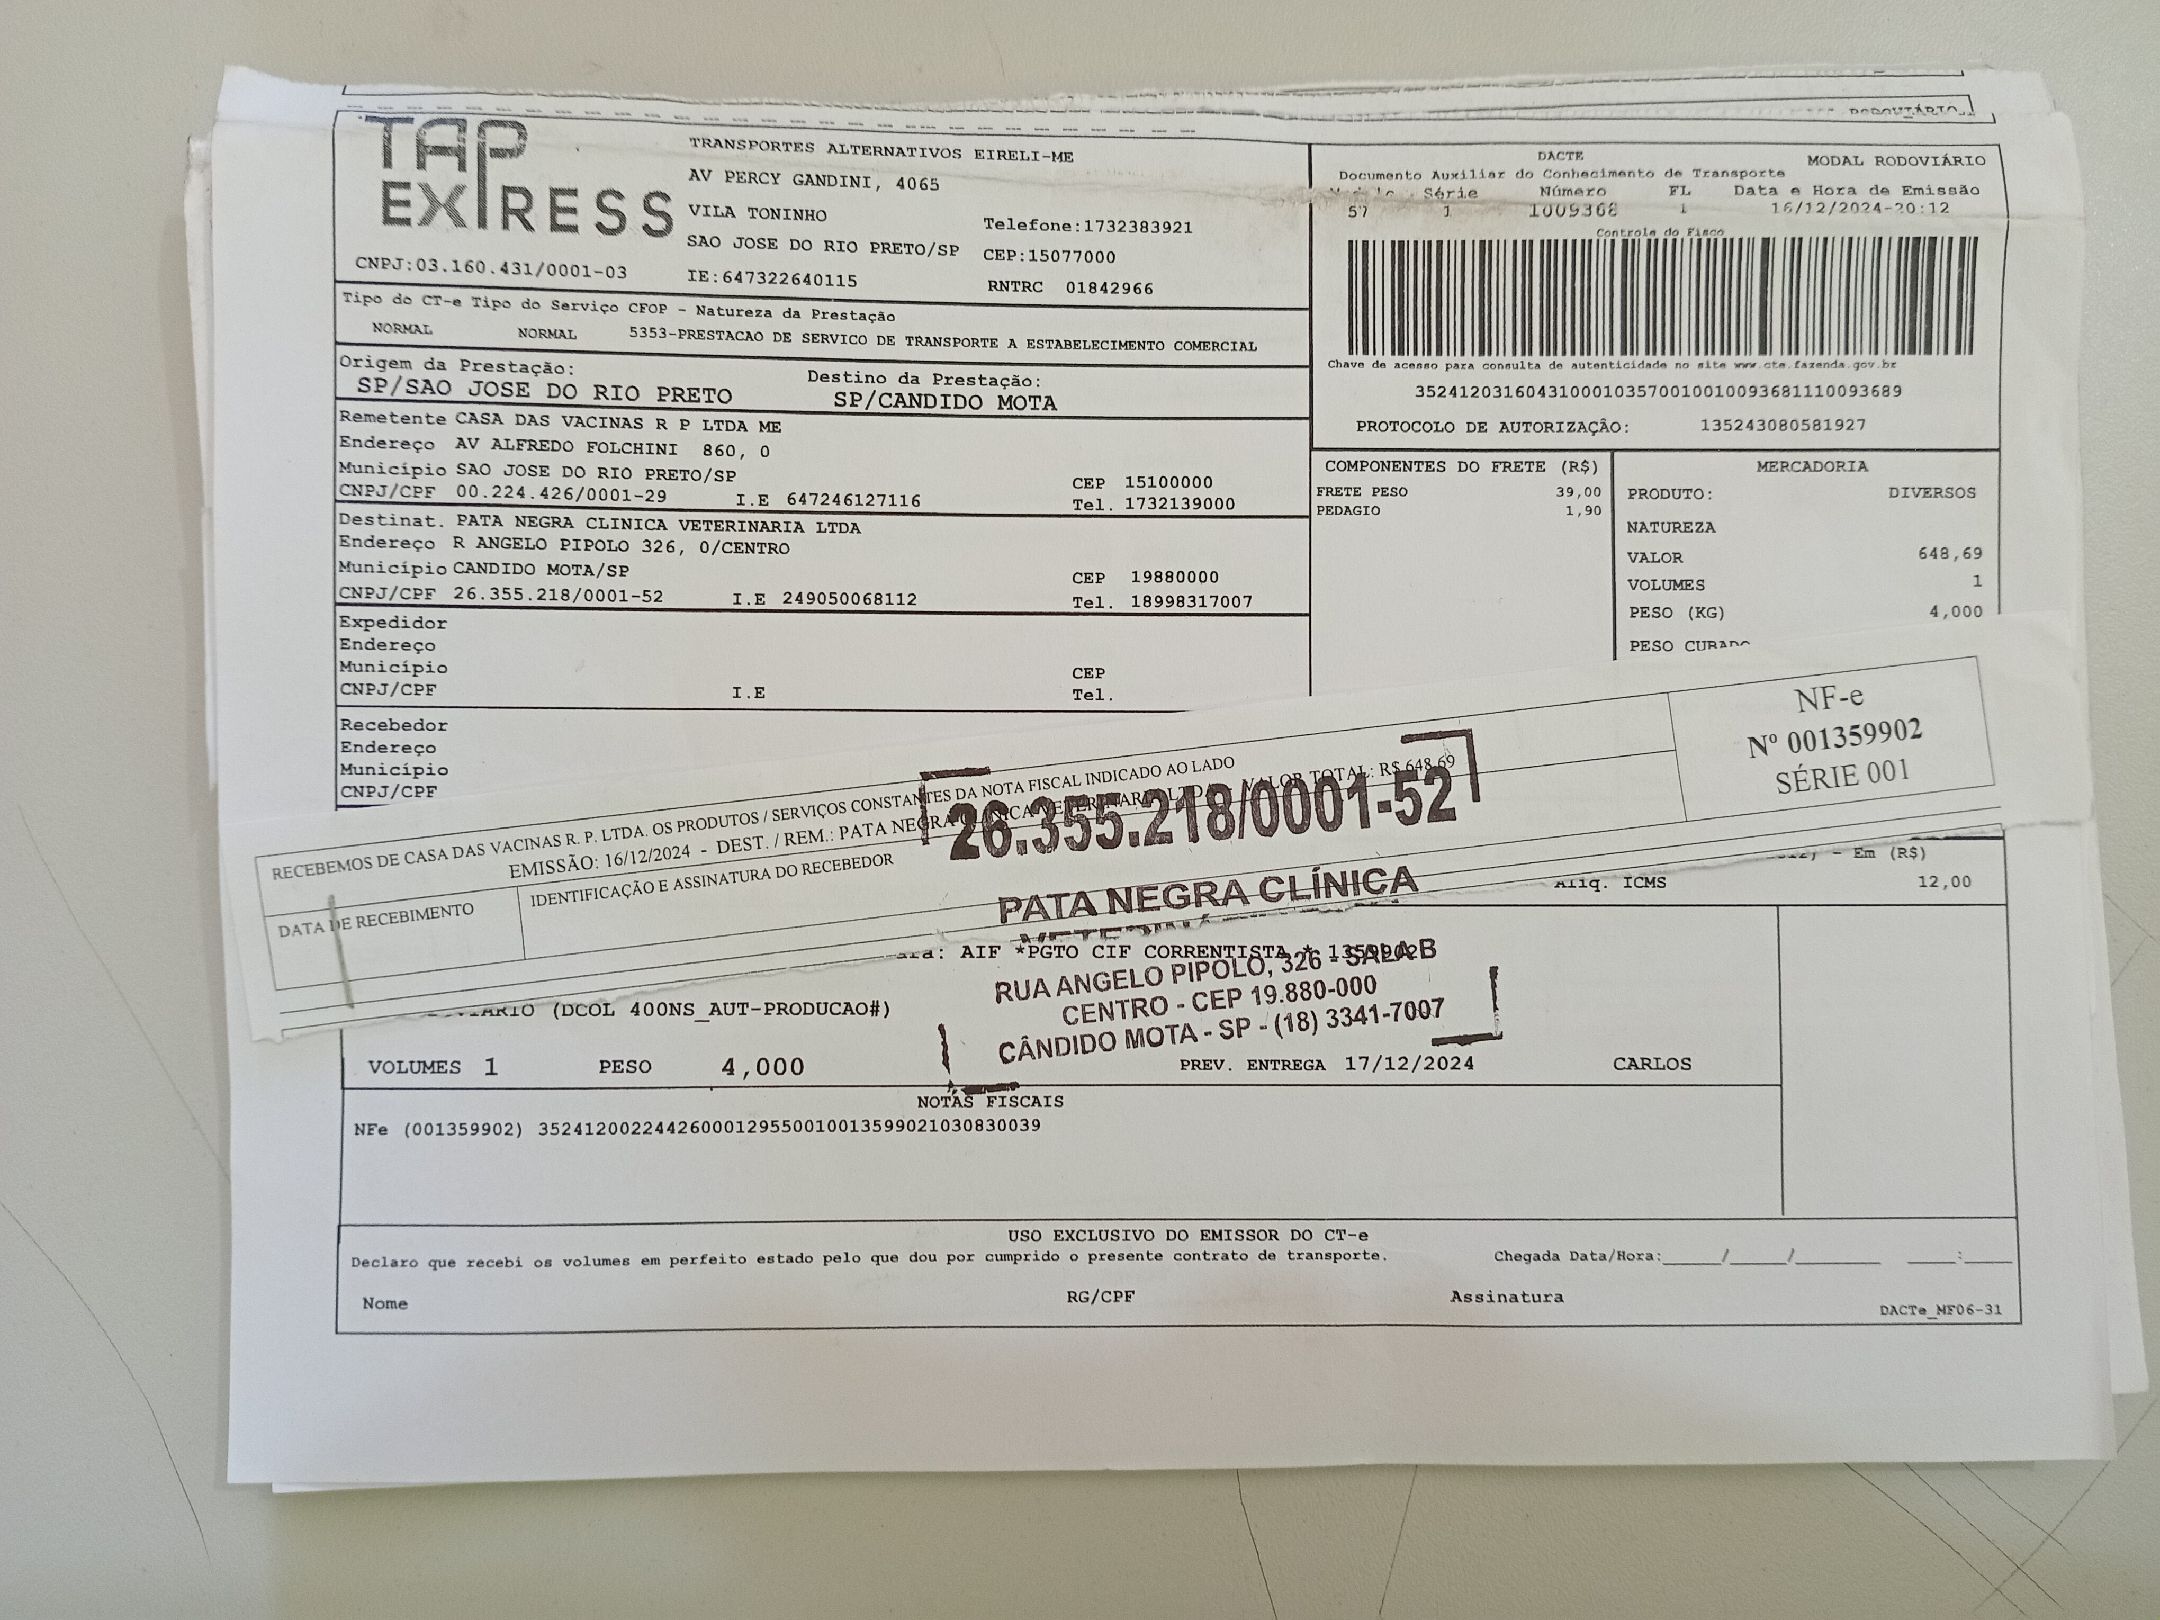 RODOVIÁRIO
TAP
EXPRESS
TRANSPORTES ALTERNATIVOS EIRELI-ME
AV PERCY GANDINI, 4065
VILA TONINHO
Telefone:1732383921
SAO JOSE DO RIO PRETO/SP CEP:15077000
CNPJ:03.160.431/0001-03
IE:647322640115
RNTRC 01842966
DACTE
MODAL RODOVIÁRIO
Documento Auxiliar do Conhecimento de Transporte
Série Número FL Data e Hora de Emissão
57 1 1009368 1 16/12/2024-20:12
Controle do Fisco
Chave de acesso para consulta de autenticidade no site www.cte.fazenda.gov.br
35241203160431000103570010010093681110093689
PROTOCOLO DE AUTORIZAÇÃO: 135243080581927
Tipo do CT-e Tipo do Serviço CFOP - Natureza da Prestação
NORMAL NORMAL 5353-PRESTACAO DE SERVICO DE TRANSPORTE A ESTABELECIMENTO COMERCIAL
Origem da Prestação: Destino da Prestação:
SP/SAO JOSE DO RIO PRETO SP/CANDIDO MOTA
Remetente CASA DAS VACINAS R P LTDA ME
Endereço AV ALFREDO FOLCHINI 860, 0
Município SAO JOSE DO RIO PRETO/SP CEP 15100000
CNPJ/CPF 00.224.426/0001-29 I.E 647246127116 Tel. 1732139000
Destinat. PATA NEGRA CLINICA VETERINARIA LTDA
Endereço R ANGELO PIPOLO 326, 0/CENTRO
Município CANDIDO MOTA/SP CEP 19880000
CNPJ/CPF 26.355.218/0001-52 I.E 249050068112 Tel. 18998317007
Expedidor
Endereço
Município CEP
CNPJ/CPF I.E Tel.
Recebedor
Endereço
Município
CNPJ/CPF
COMPONENTES DO FRETE (R$)
FRETE PESO 39,00
PEDAGIO 1,90
MERCADORIA
PRODUTO: DIVERSOS
NATUREZA
VALOR 648,69
VOLUMES 1
PESO (KG) 4,000
PESO CUBADO
RECEBEMOS DE CASA DAS VACINAS R. P. LTDA. OS PRODUTOS / SERVIÇOS CONSTANTES DA NOTA FISCAL INDICADO AO LADO
EMISSÃO: 16/12/2024 - DEST. / REM.: PATA NEGRA CLINICA VETERINARIA LTDA - VALOR TOTAL: R$ 648,69
DATA DE RECEBIMENTO
IDENTIFICAÇÃO E ASSINATURA DO RECEBEDOR
NF-e
Nº 001359902
SÉRIE 001
26.355.218/0001-52
PATA NEGRA CLÍNICA
RUA ANGELO PIPOLO, 326 - SALA B
CENTRO - CEP 19.880-000
CÂNDIDO MOTA - SP - (18) 3341-7007
- Em (R$)
Aliq. ICMS 12,00
AIF *PGTO CIF CORRENTISTA * 1359902
(DCOL 400NS_AUT-PRODUCAO#)
VOLUMES 1 PESO 4,000 PREV. ENTREGA 17/12/2024 CARLOS
NOTAS FISCAIS
NFe (001359902) 35241200224426000129550010013599021030830039
USO EXCLUSIVO DO EMISSOR DO CT-e
Declaro que recebi os volumes em perfeito estado pelo que dou por cumprido o presente contrato de transporte. Chegada Data/Hora:_____/_____/_______ ____:____
Nome RG/CPF Assinatura
DACTe_MF06-31